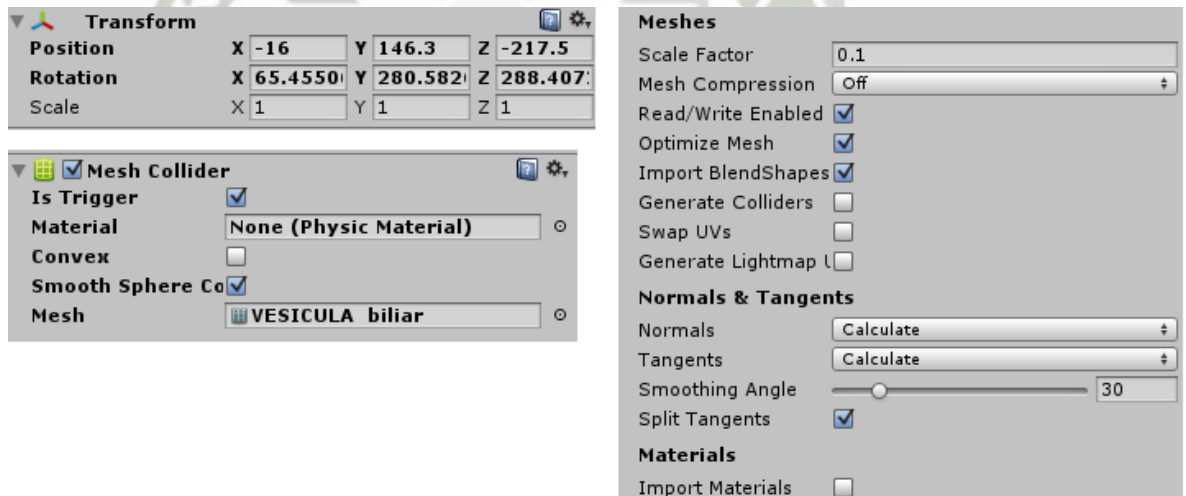 Transform
Position X -16 Y 146.3 Z -217.5
Rotation X 65.4550 Y 280.582 Z 288.407
Scale X 1 Y 1 Z 1
Mesh Collider
Is Trigger
Material None (Physic Material)
Convex
Smooth Sphere Co
Mesh VESICULA biliar
Meshes
Scale Factor 0.1
Mesh Compression Off
Read/Write Enabled
Optimize Mesh
Import BlendShapes
Generate Colliders
Swap UVs
Generate Lightmap U
Normals & Tangents
Normals Calculate
Tangents Calculate
Smoothing Angle 30
Split Tangents
Materials
Import Materials